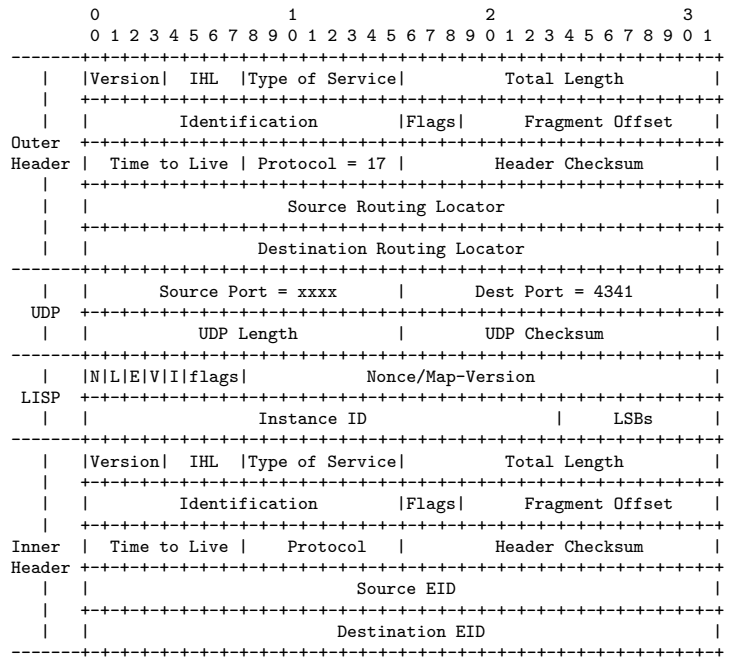 0                   1                   2                   3
        0 1 2 3 4 5 6 7 8 9 0 1 2 3 4 5 6 7 8 9 0 1 2 3 4 5 6 7 8 9 0 1
-------+-+-+-+-+-+-+-+-+-+-+-+-+-+-+-+-+-+-+-+-+-+-+-+-+-+-+-+-+-+-+-+-+
   |   |Version|  IHL  |Type of Service|          Total Length         |
   |   +-+-+-+-+-+-+-+-+-+-+-+-+-+-+-+-+-+-+-+-+-+-+-+-+-+-+-+-+-+-+-+-+
   |   |         Identification        |Flags|      Fragment Offset    |
Outer  +-+-+-+-+-+-+-+-+-+-+-+-+-+-+-+-+-+-+-+-+-+-+-+-+-+-+-+-+-+-+-+-+
Header |  Time to Live | Protocol = 17 |         Header Checksum       |
   |   +-+-+-+-+-+-+-+-+-+-+-+-+-+-+-+-+-+-+-+-+-+-+-+-+-+-+-+-+-+-+-+-+
   |   |                    Source Routing Locator                     |
   |   +-+-+-+-+-+-+-+-+-+-+-+-+-+-+-+-+-+-+-+-+-+-+-+-+-+-+-+-+-+-+-+-+
   |   |                 Destination Routing Locator                   |
-------+-+-+-+-+-+-+-+-+-+-+-+-+-+-+-+-+-+-+-+-+-+-+-+-+-+-+-+-+-+-+-+-+
   |   |       Source Port = xxxx      |       Dest Port = 4341        |
  UDP  +-+-+-+-+-+-+-+-+-+-+-+-+-+-+-+-+-+-+-+-+-+-+-+-+-+-+-+-+-+-+-+-+
   |   |           UDP Length          |        UDP Checksum           |
-------+-+-+-+-+-+-+-+-+-+-+-+-+-+-+-+-+-+-+-+-+-+-+-+-+-+-+-+-+-+-+-+-+
   |   |N|L|E|V|I|flags|            Nonce/Map-Version                  |
 LISP  +-+-+-+-+-+-+-+-+-+-+-+-+-+-+-+-+-+-+-+-+-+-+-+-+-+-+-+-+-+-+-+-+
   |   |                 Instance ID                   |     LSBs      |
-------+-+-+-+-+-+-+-+-+-+-+-+-+-+-+-+-+-+-+-+-+-+-+-+-+-+-+-+-+-+-+-+-+
   |   |Version|  IHL  |Type of Service|          Total Length         |
   |   +-+-+-+-+-+-+-+-+-+-+-+-+-+-+-+-+-+-+-+-+-+-+-+-+-+-+-+-+-+-+-+-+
   |   |         Identification        |Flags|      Fragment Offset    |
   |   +-+-+-+-+-+-+-+-+-+-+-+-+-+-+-+-+-+-+-+-+-+-+-+-+-+-+-+-+-+-+-+-+
Inner  |  Time to Live |    Protocol   |         Header Checksum       |
Header +-+-+-+-+-+-+-+-+-+-+-+-+-+-+-+-+-+-+-+-+-+-+-+-+-+-+-+-+-+-+-+-+
   |   |                           Source EID                          |
   |   +-+-+-+-+-+-+-+-+-+-+-+-+-+-+-+-+-+-+-+-+-+-+-+-+-+-+-+-+-+-+-+-+
   |   |                         Destination EID                       |
-------+-+-+-+-+-+-+-+-+-+-+-+-+-+-+-+-+-+-+-+-+-+-+-+-+-+-+-+-+-+-+-+-+